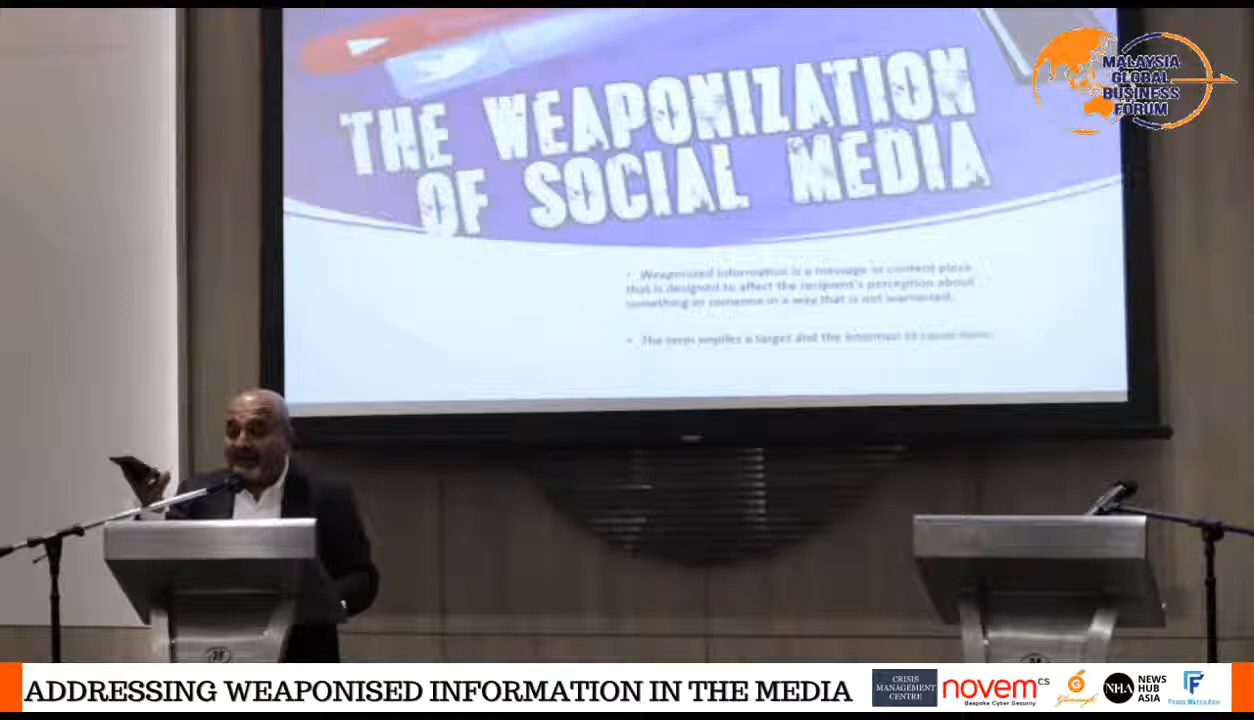 THE WEAPONIZATION
OF SOCIAL MEDIA
MALAYSIA
GLOBAL
BUSINESS
FORUM
• Weaponized information is a message or content piece
that is designed to affect the recipient's perception about
something or someone in a way that is not warranted.
• The term implies a target and the
ADDRESSING WEAPONISED INFORMATION IN THE MEDIA
CRISIS
MANAGEMENT
CENTRE
novem CS
Bespoke Cyber Security
NHA
NEWS
HUB
ASIA